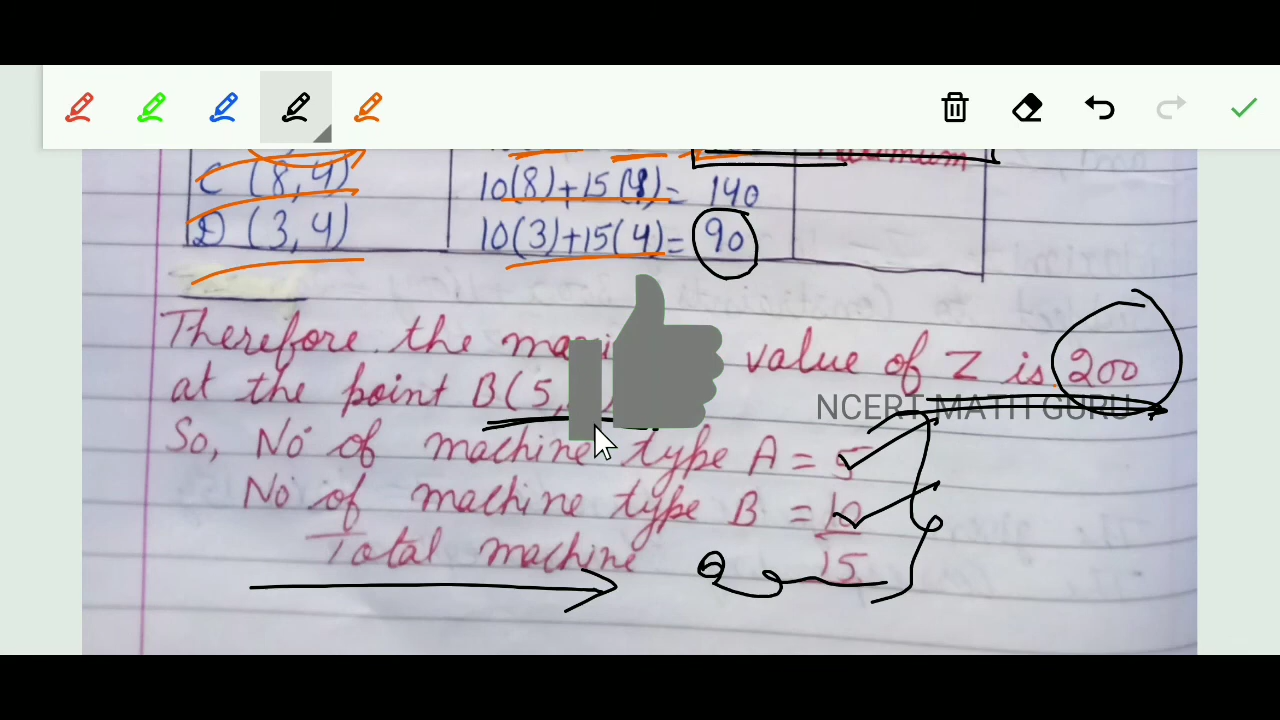 Maximum
C (8,4) 10(8)+15(4)= 140
D (3,4) 10(3)+15(4)= 90
Therefore the value of Z is 200
at the point B(5,
NCERT MATH GURU
So, No of machine type A = 5
No of machine type B = 10
Total machine 15